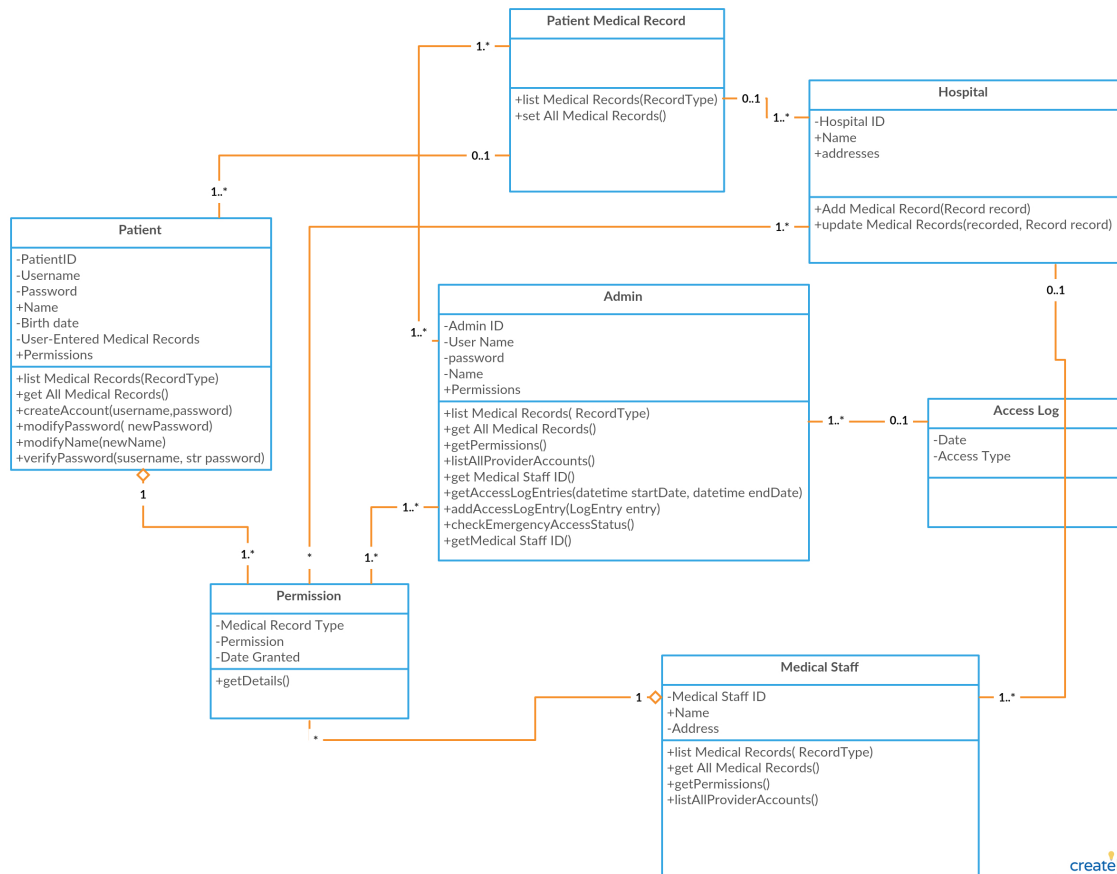 Patient Medical Record
+list Medical Records(RecordType)
+set All Medical Records()
1.*
0..1
0..1
1..*
Hospital
-Hospital ID
+Name
+addresses
+Add Medical Record(Record record)
+update Medical Records(recorded, Record record)
1..*
1.*
0..1
Patient
-PatientID
-Username
-Password
+Name
-Birth date
-User-Entered Medical Records
+Permissions
+list Medical Records(RecordType)
+get All Medical Records()
+createAccount(username,password)
+modifyPassword( newPassword)
+modifyName(newName)
+verifyPassword(susername, str password)
1..*
Admin
-Admin ID
-User Name
-password
-Name
+Permissions
+list Medical Records( RecordType)
+get All Medical Records()
+getPermissions()
+listAllProviderAccounts()
+get Medical Staff ID()
+getAccessLogEntries(datetime startDate, datetime endDate)
+addAccessLogEntry(LogEntry entry)
+checkEmergencyAccessStatus()
+getMedical Staff ID()
1..*
0..1
Access Log
-Date
-Access Type
1
1..*
1.*
*
1.*
Permission
-Medical Record Type
-Permission
-Date Granted
+getDetails()
*
1
1..*
Medical Staff
-Medical Staff ID
+Name
-Address
+list Medical Records( RecordType)
+get All Medical Records()
+getPermissions()
+listAllProviderAccounts()
create